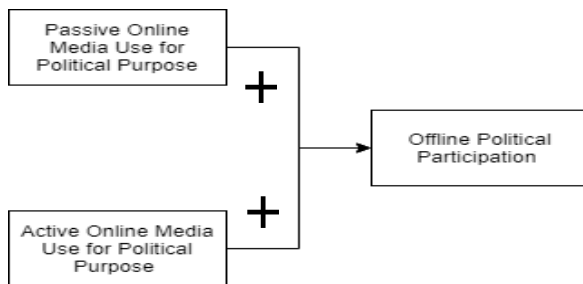 Passive Online
Media Use for
Political Purpose
+
Offline Political
Participation
+
Active Online Media
Use for Political
Purpose